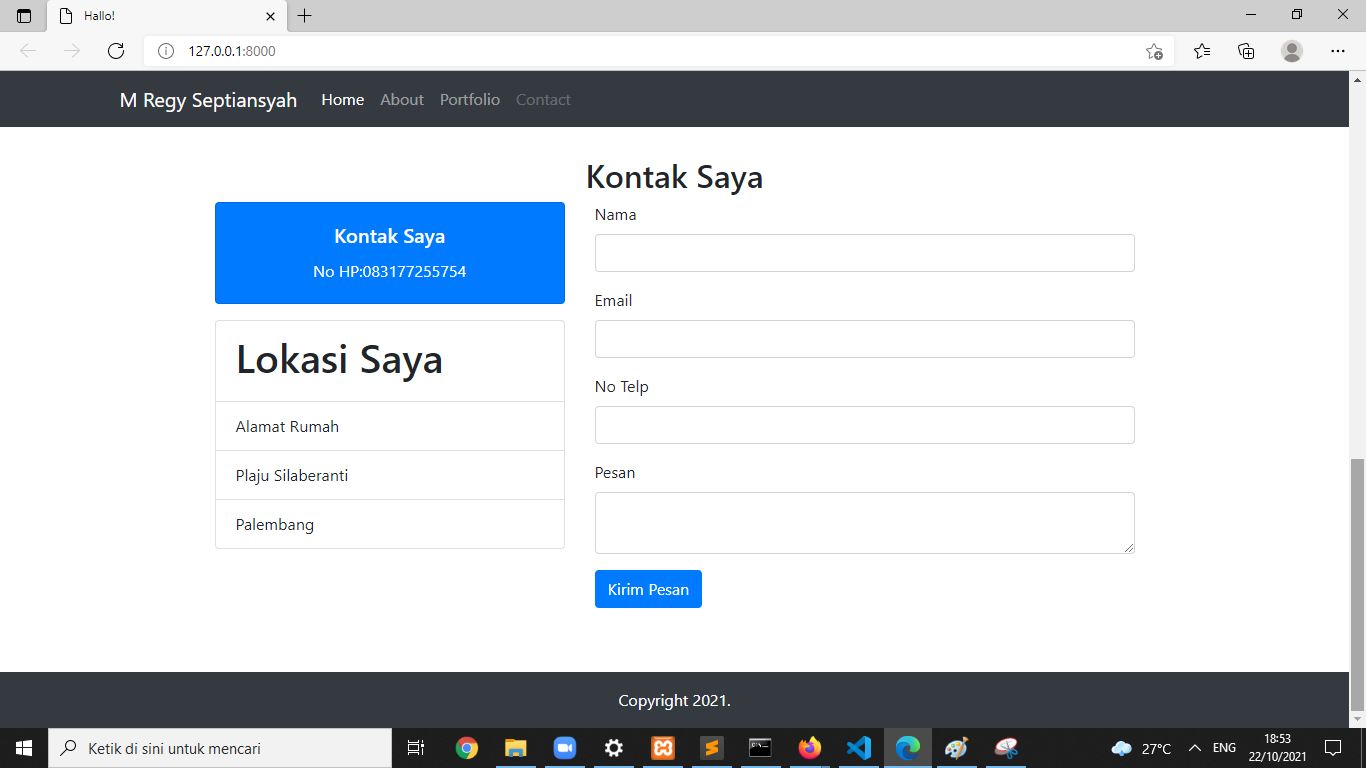 Hallo!
127.0.0.1:8000
M Regy Septiansyah Home About Portfolio Contact
Kontak Saya
Kontak Saya
No HP:083177255754
Lokasi Saya
Alamat Rumah
Plaju Silaberanti
Palembang
Nama
Email
No Telp
Pesan
Kirim Pesan
Copyright 2021.
Ketik di sini untuk mencari
27°C
ENG
18:53
22/10/2021